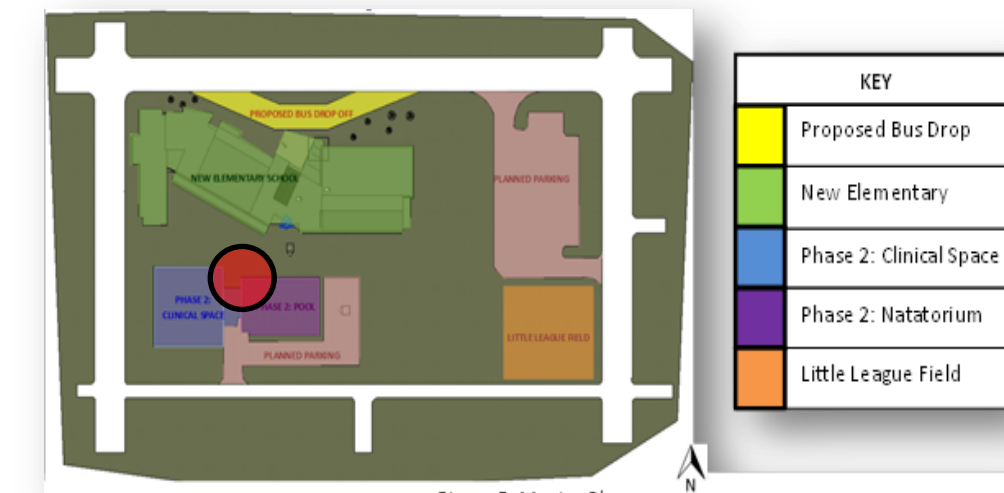 PROPOSED BUS DROP OFF
NEW ELEMENTARY SCHOOL
PLANNED PARKING
PHASE 2:
CLINICAL SPACE
PHASE 2: POOL
PLANNED PARKING
LITTLE LEAGUE FIELD
KEY
Proposed Bus Drop
New Elementary
Phase 2: Clinical Space
Phase 2: Natatorium
Little League Field
N